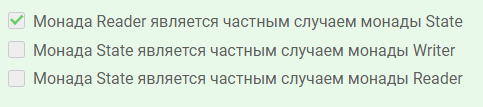 Монада Reader является частным случаем монады State
Монада State является частным случаем монады Writer
Монада State является частным случаем монады Reader